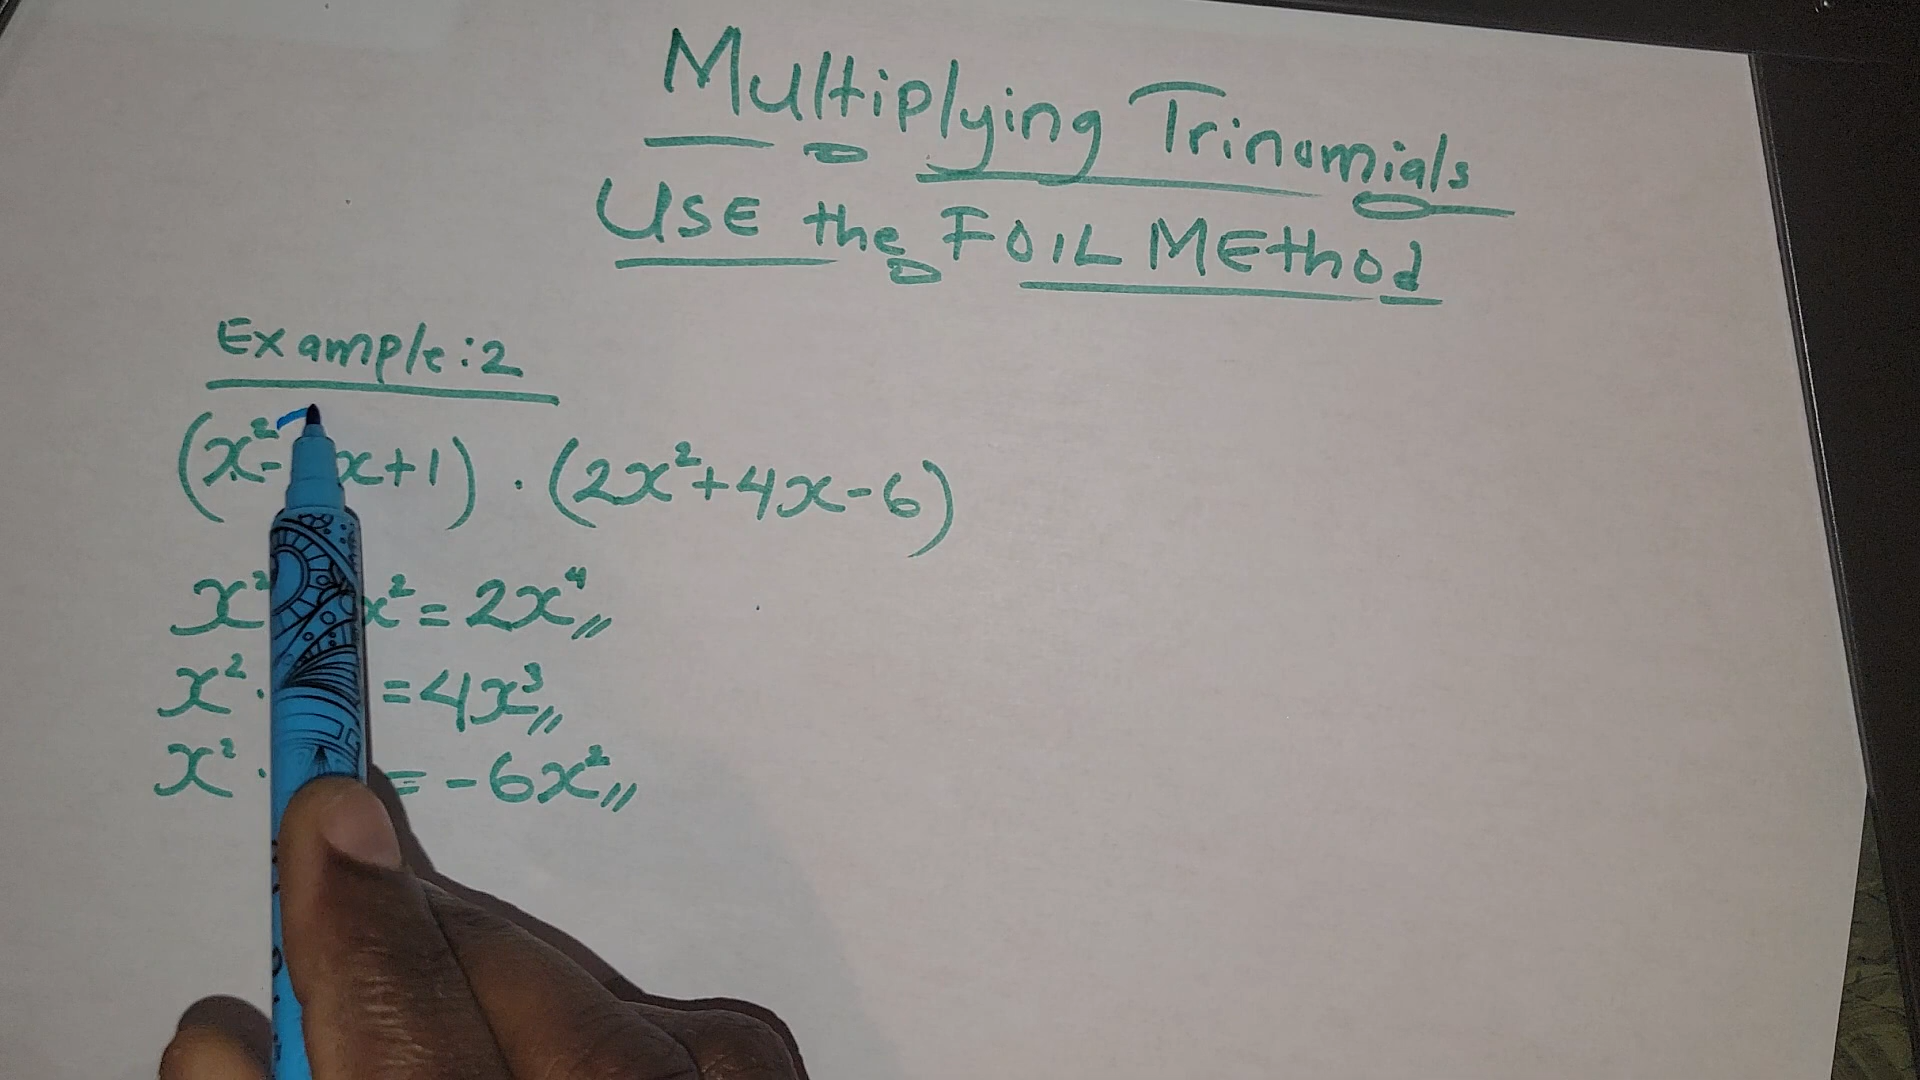 Multiplying Trinomials
USE the FOIL METhod
Example:2
(x²- x+1) · (2x²+4x-6)
x² x² = 2x⁴
x² · = 4x³
x² · = -6x²